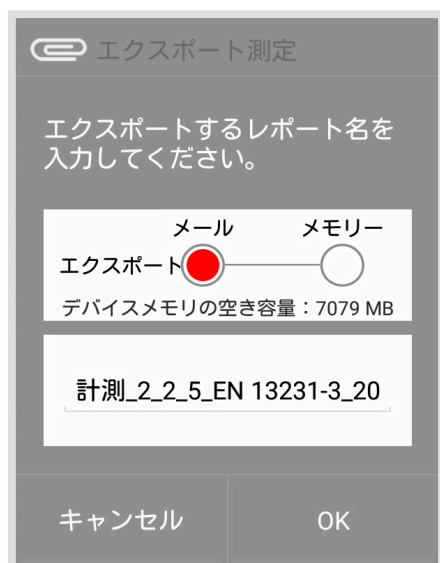 エクスポート測定
エクスポートするレポート名を
入力してください。
メール メモリー
エクスポート
デバイスメモリの空き容量：7079 MB
計測_2_2_5_EN 13231-3_20
キャンセル OK